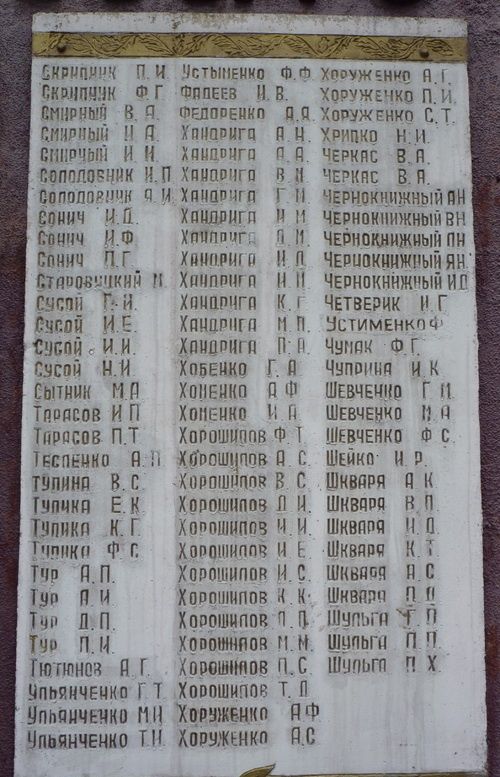 Скрипник П.И.
Скрипник Ф.Г.
Смирный В.А.
Смирный И.А.
Смирный И.И.
Солодовник И.П.
Солодовник А.И.
Сонич И.Д.
Сонич И.Ф.
Сонич П.Г.
Старовицкий М
Сусой Г.И.
Сусой И.Е.
Сусой И.И.
Сусой Н.И
Сытник М.А
Тарасов И.П
Тарасов П.Т
Тесленко А.П
Тупика В.С.
Тупика Е.К
Тупика К.Г.
Тупика Ф.С.
Тур А.П.
Тур А.И
Тур Д.П.
Тур П.И
Тютюнов А.Г.
Ульянченко Г.Т.
Ульянченко М.И
Ульянченко Т.И
Устыменко Ф.Ф.
Фадеев И.В.
Федоренко А.Я.
Хандрига А.Н
Хандрига А.А
Хандрига В.И
Хандрига Г.И
Хандрига И.М
Хандрига Д.М
Хандрига И.Д
Хандрига И.И
Хандрига К.Г
Хандрига М.П.
Хандрига П.А
Хобенко Г.А
Хоменко А.Ф
Хоменко И.А
Хорошилов Ф.Т.
Хорошилов А.С.
Хорошилов В.С
Хорошилов Д.И
Хорошилов И.И
Хорошилов И.Е
Хорошилов И.С.
Хорошилов К.К.
Хорошилов
Хорошилов М.М.
Хорошилов П.С
Хорошилов Т.Д
Хоруженко А.Ф
Хоруженко А.С
Хоруженко А.Г.
Хоруженко П.И.
Хоруженко С.Т.
Хрипко Н.И.
Черкас В.А.
Черкас В.А.
Чернокнижный А.Н
Чернокнижный В.Н
Чернокнижный П.Н
Чернокнижный Я.Н
Чернокнижный И.Д
Четверик И.Г
Устименко Ф
Чумак Ф.Г.
Чуприна И.К
Шевченко Г.М.
Шевченко М.А
Шевченко Ф.С
Шейко И.Р.
Шкваря А.К
Шкваря В.П
Шкваря И.Д
Шкваря К.Т
Шкваря А.С
Шкваря
Шульга Г.П
Шульга П.П
Шульга П.Х